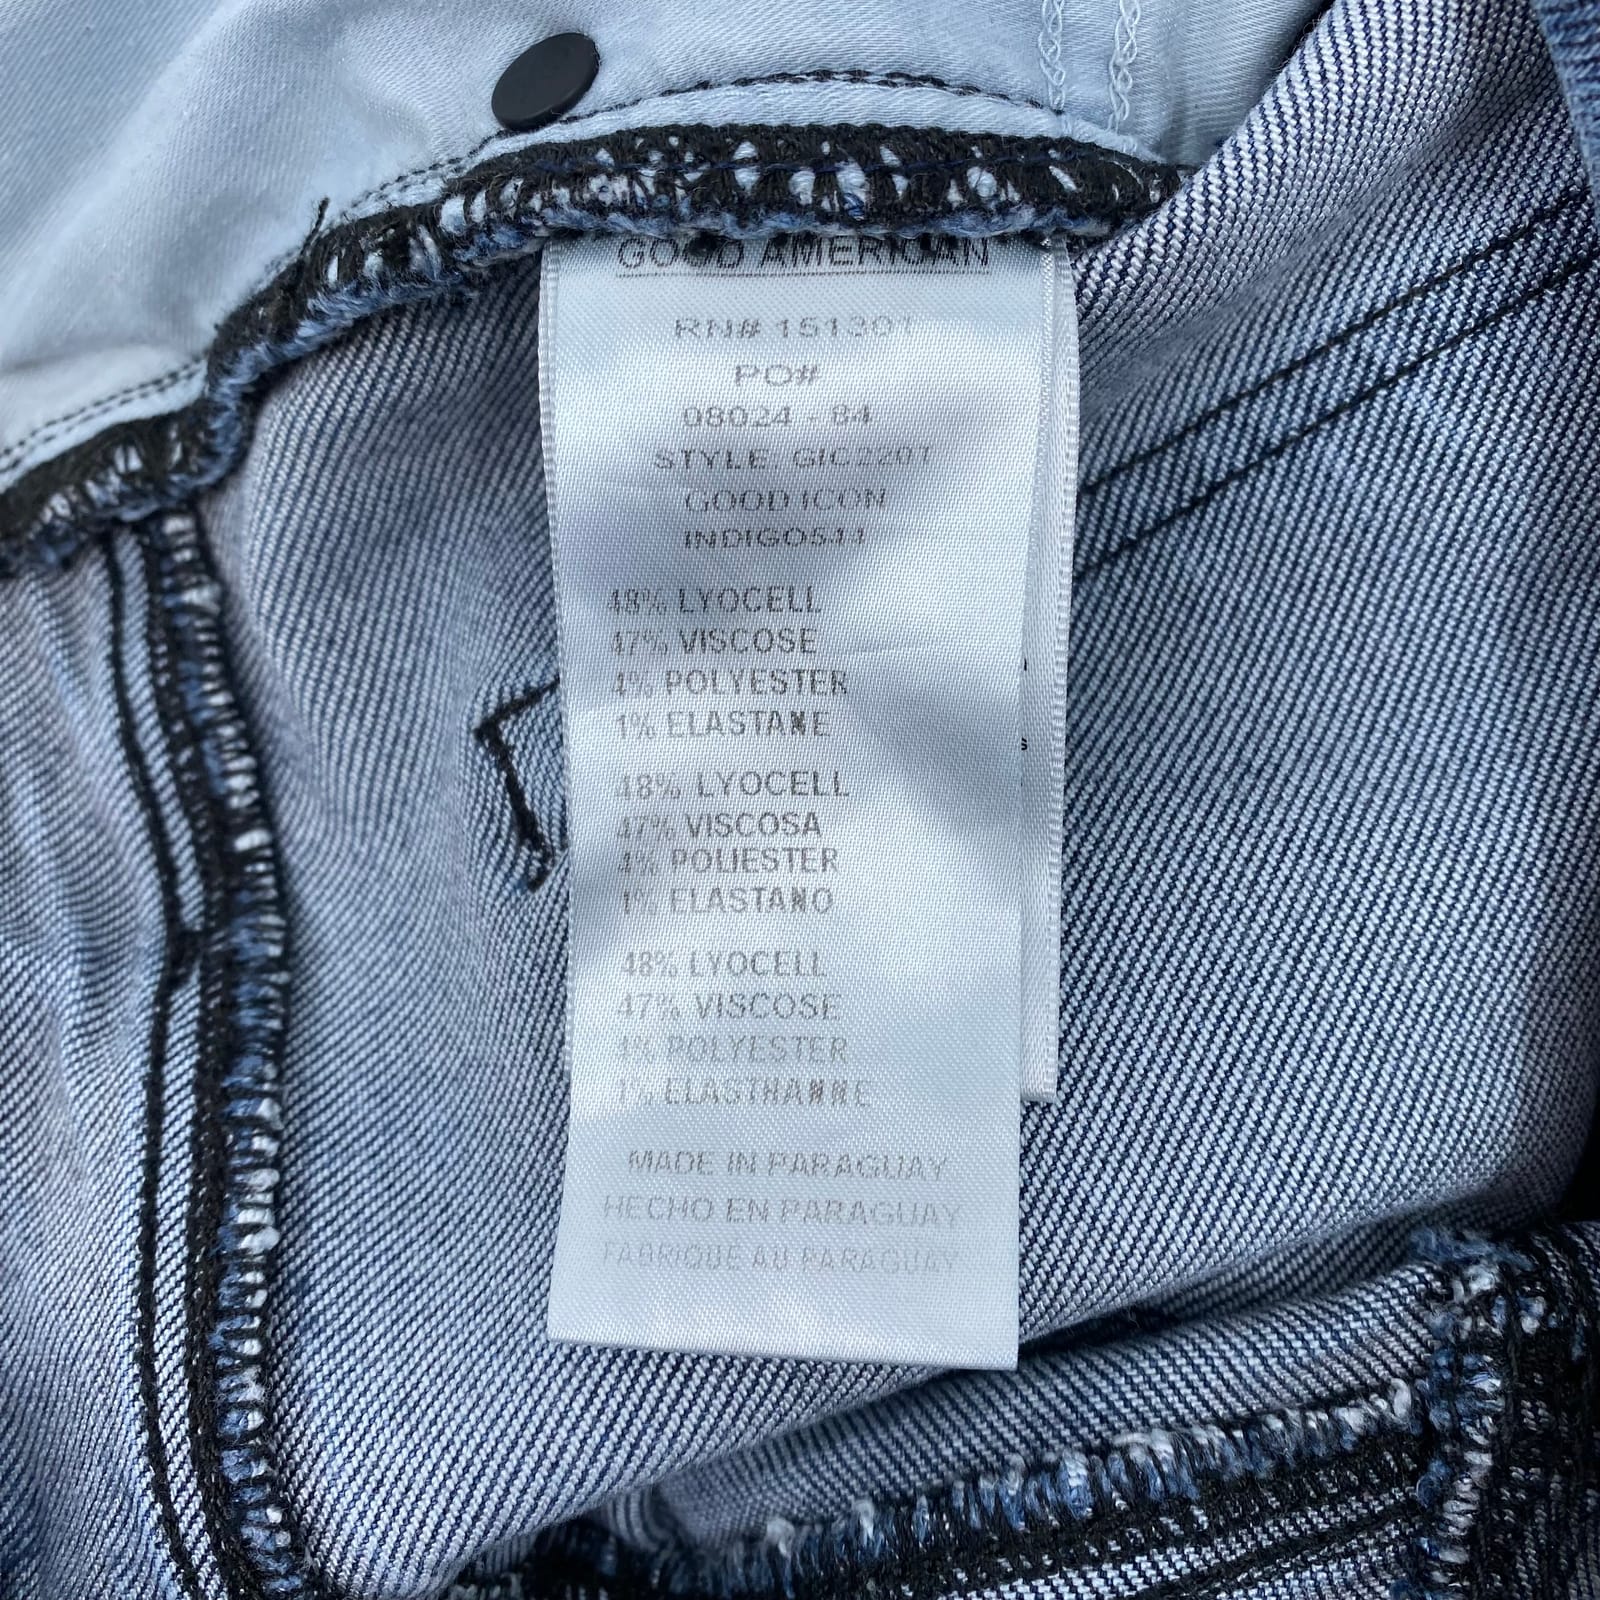 GOOD AMERICAN
RN# 151301
PO#
08024 - 84
STYLE. GIC2207
GOOD ICON
INDIGO511
48% LYOCELL
47% VISCOSE
4% POLYESTER
1% ELASTANE
48% LYOCELL
47% VISCOSA
4% POLIESTER
1% ELASTANO
48% LYOCELL
47% VISCOSE
4% POLYESTER
1% ELASTHANNE
MADE IN PARAGUAY
HECHO EN PARAGUAY
FABRIQUE AU PARAGUAY